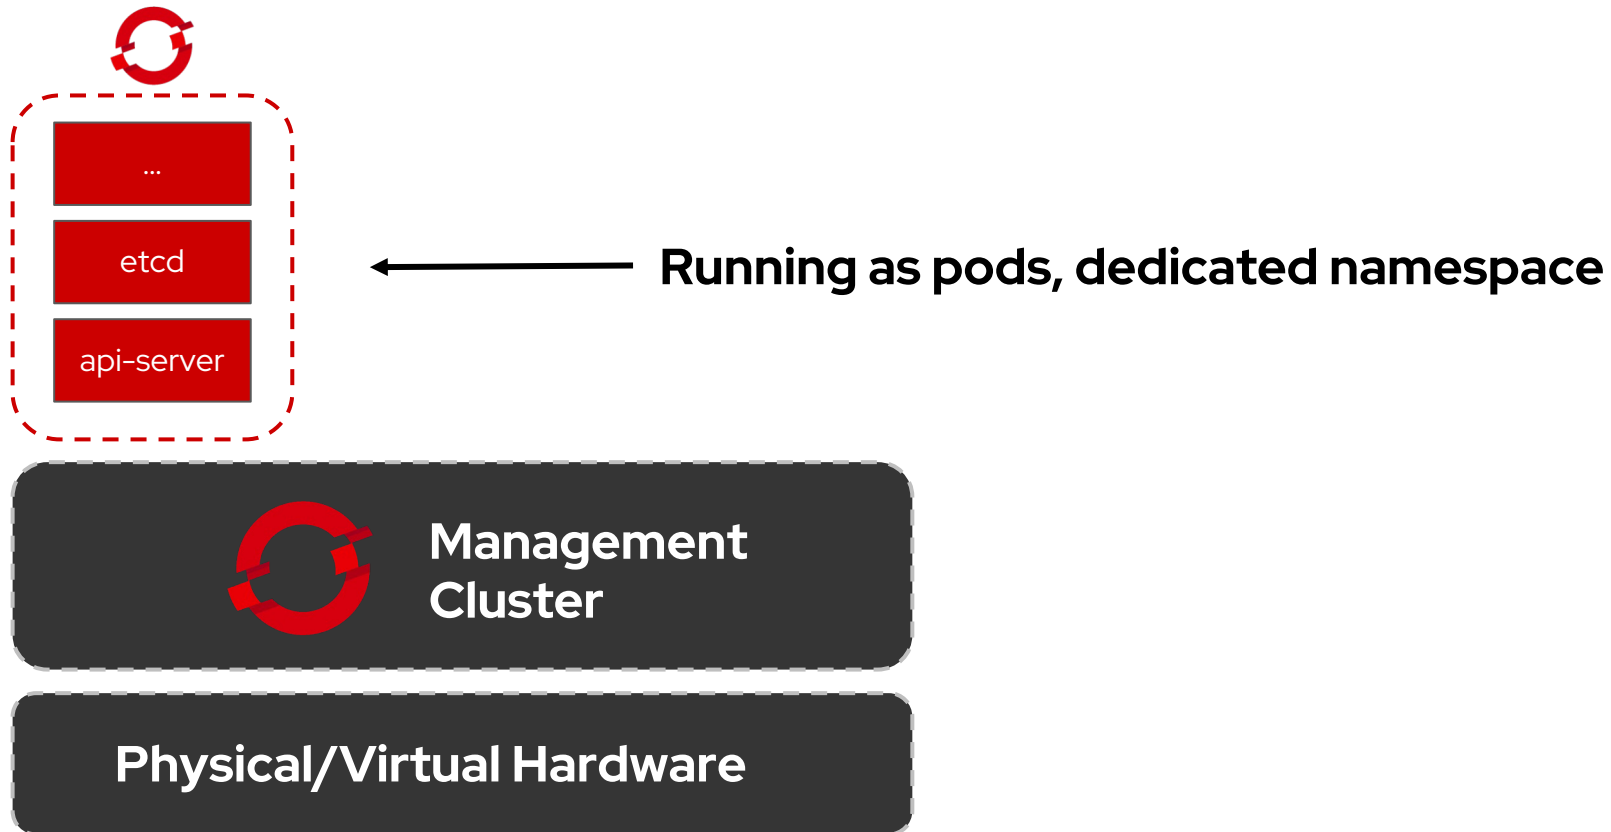 ...
etcd
api-server
Running as pods, dedicated namespace
Management
Cluster
Physical/Virtual Hardware